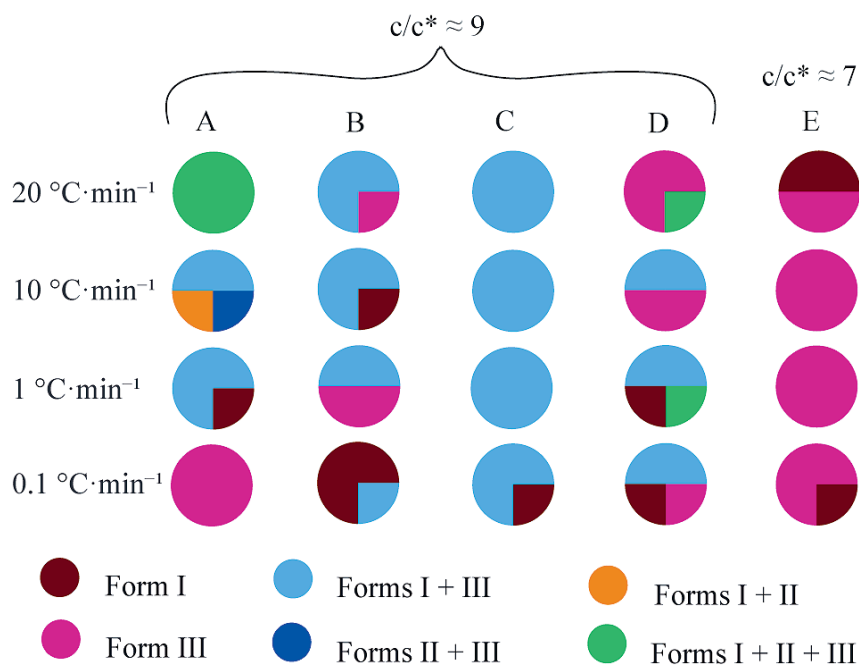 c/c* ≈ 9
c/c* ≈ 7
A B C D E
20 °C·min⁻¹
10 °C·min⁻¹
1 °C·min⁻¹
0.1 °C·min⁻¹
Form I Forms I + III Forms I + II
Form III Forms II + III Forms I + II + III